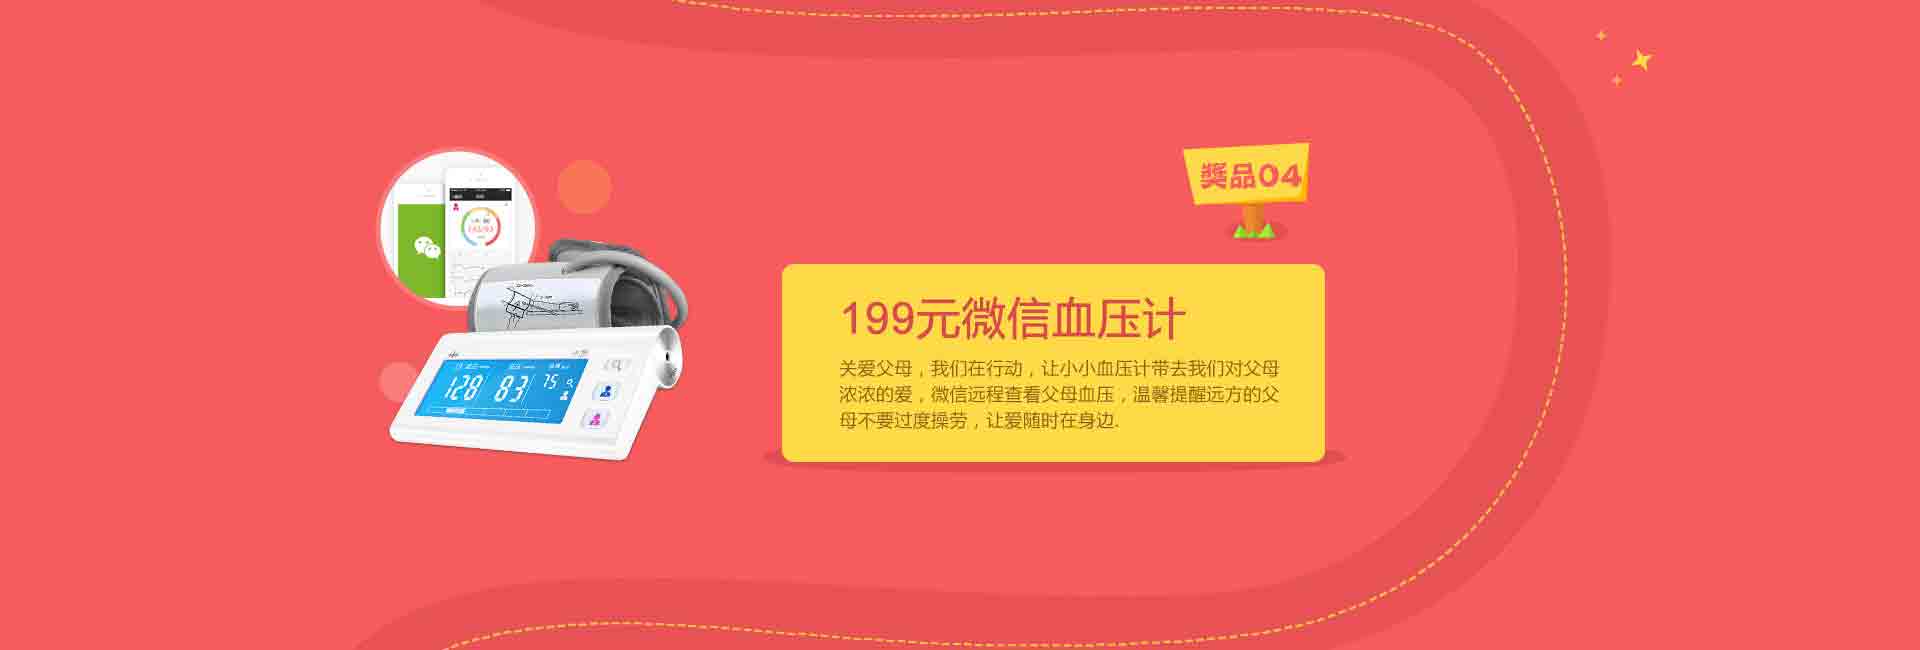 奖品04
199元微信血压计
关爱父母，我们在行动，让小小血压计带去我们对父母
浓浓的爱，微信远程查看父母血压，温馨提醒远方的父
母不要过度操劳，让爱随时在身边.
128 83 75